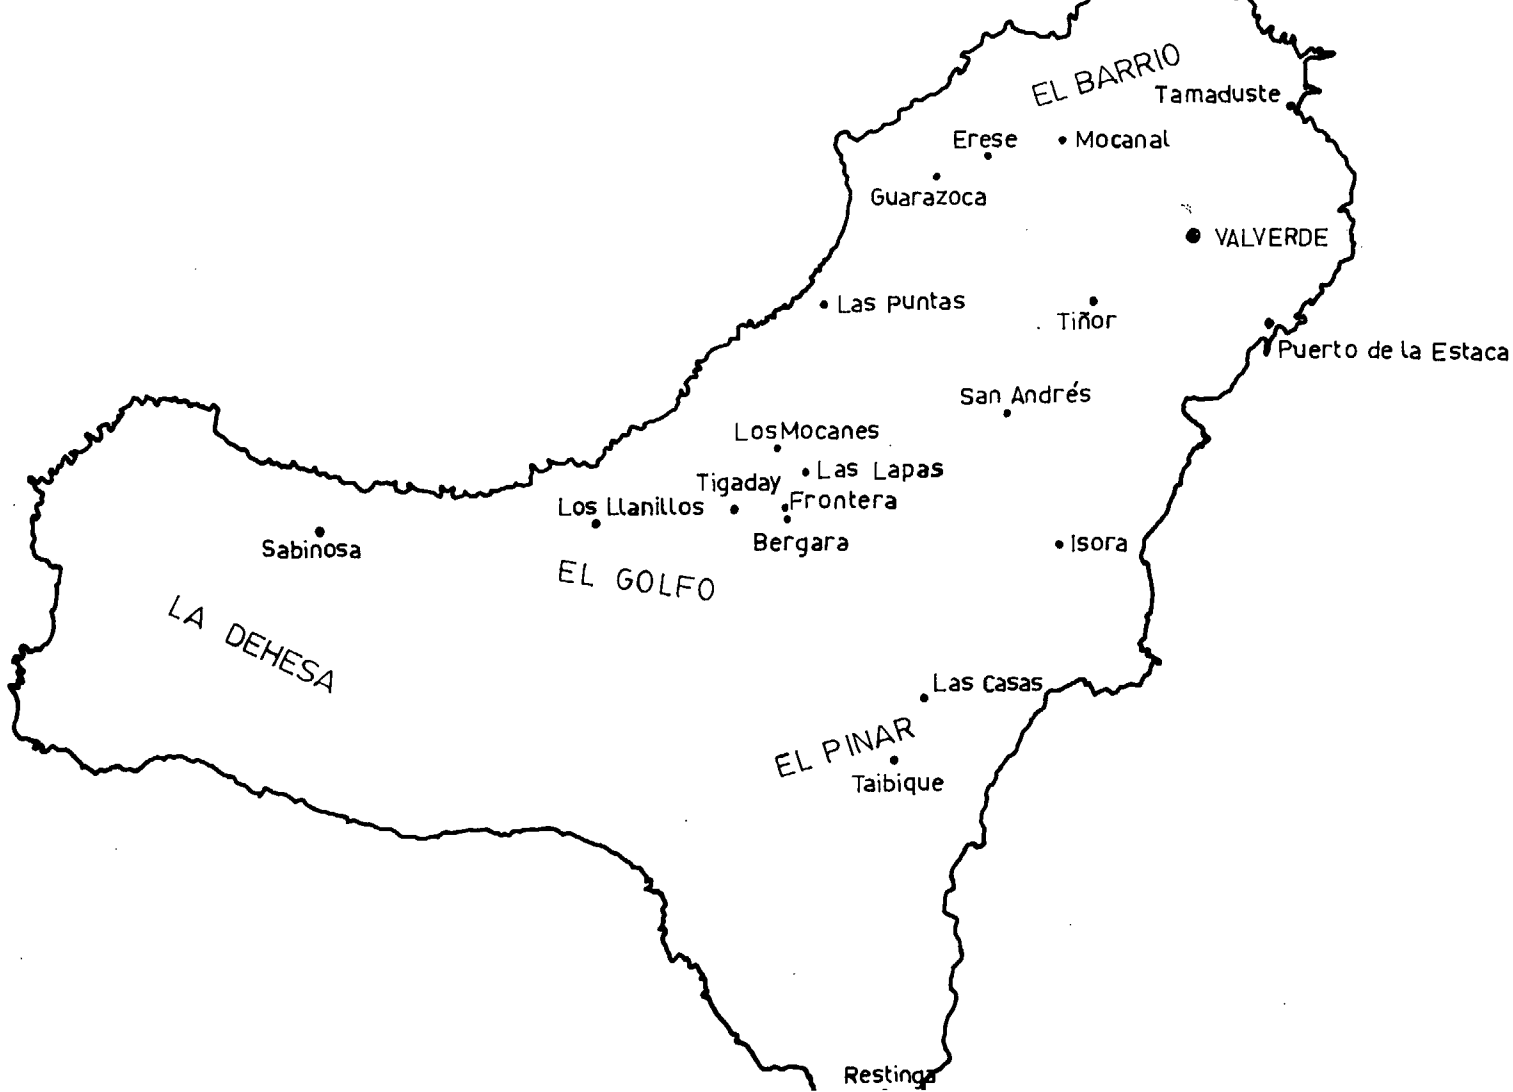 EL BARRIO
Tamaduste
Erese
Mocanal
Guarazoca
VALVERDE
Las Puntas
Tiñor
Puerto de la Estaca
San Andrés
Los Mocanes
Las Lapas
Tigaday
Frontera
Los Llanillos
Bergara
Isora
Sabinosa
EL GOLFO
LA DEHESA
Las Casas
EL PINAR
Taibique
Restinga